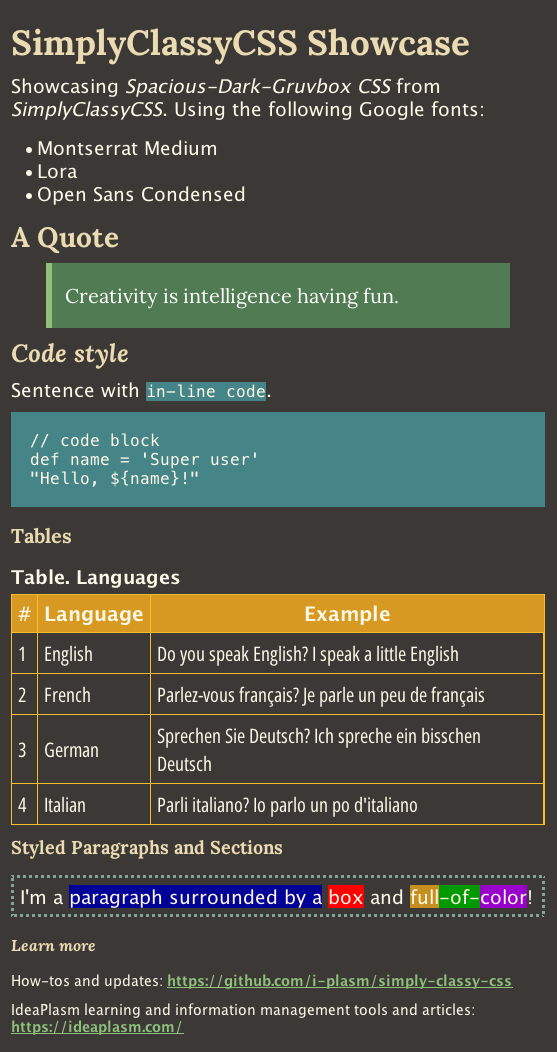 SimplyClassyCSS Showcase
Showcasing Spacious-Dark-Gruvbox CSS from
SimplyClassyCSS. Using the following Google fonts:
• Montserrat Medium
• Lora
• Open Sans Condensed
A Quote
Creativity is intelligence having fun.
Code style
Sentence with in-line code.
// code block
def name = 'Super user'
"Hello, ${name}!"
Tables
Table. Languages
# Language Example
1 English Do you speak English? I speak a little English
2 French Parlez-vous français? Je parle un peu de français
3 German Sprechen Sie Deutsch? Ich spreche ein bisschen
Deutsch
4 Italian Parli italiano? Io parlo un po d'italiano
Styled Paragraphs and Sections
I'm a paragraph surrounded by a box and full-of-color!
Learn more
How-tos and updates: https://github.com/i-plasm/simply-classy-css
IdeaPlasm learning and information management tools and articles:
https://ideaplasm.com/